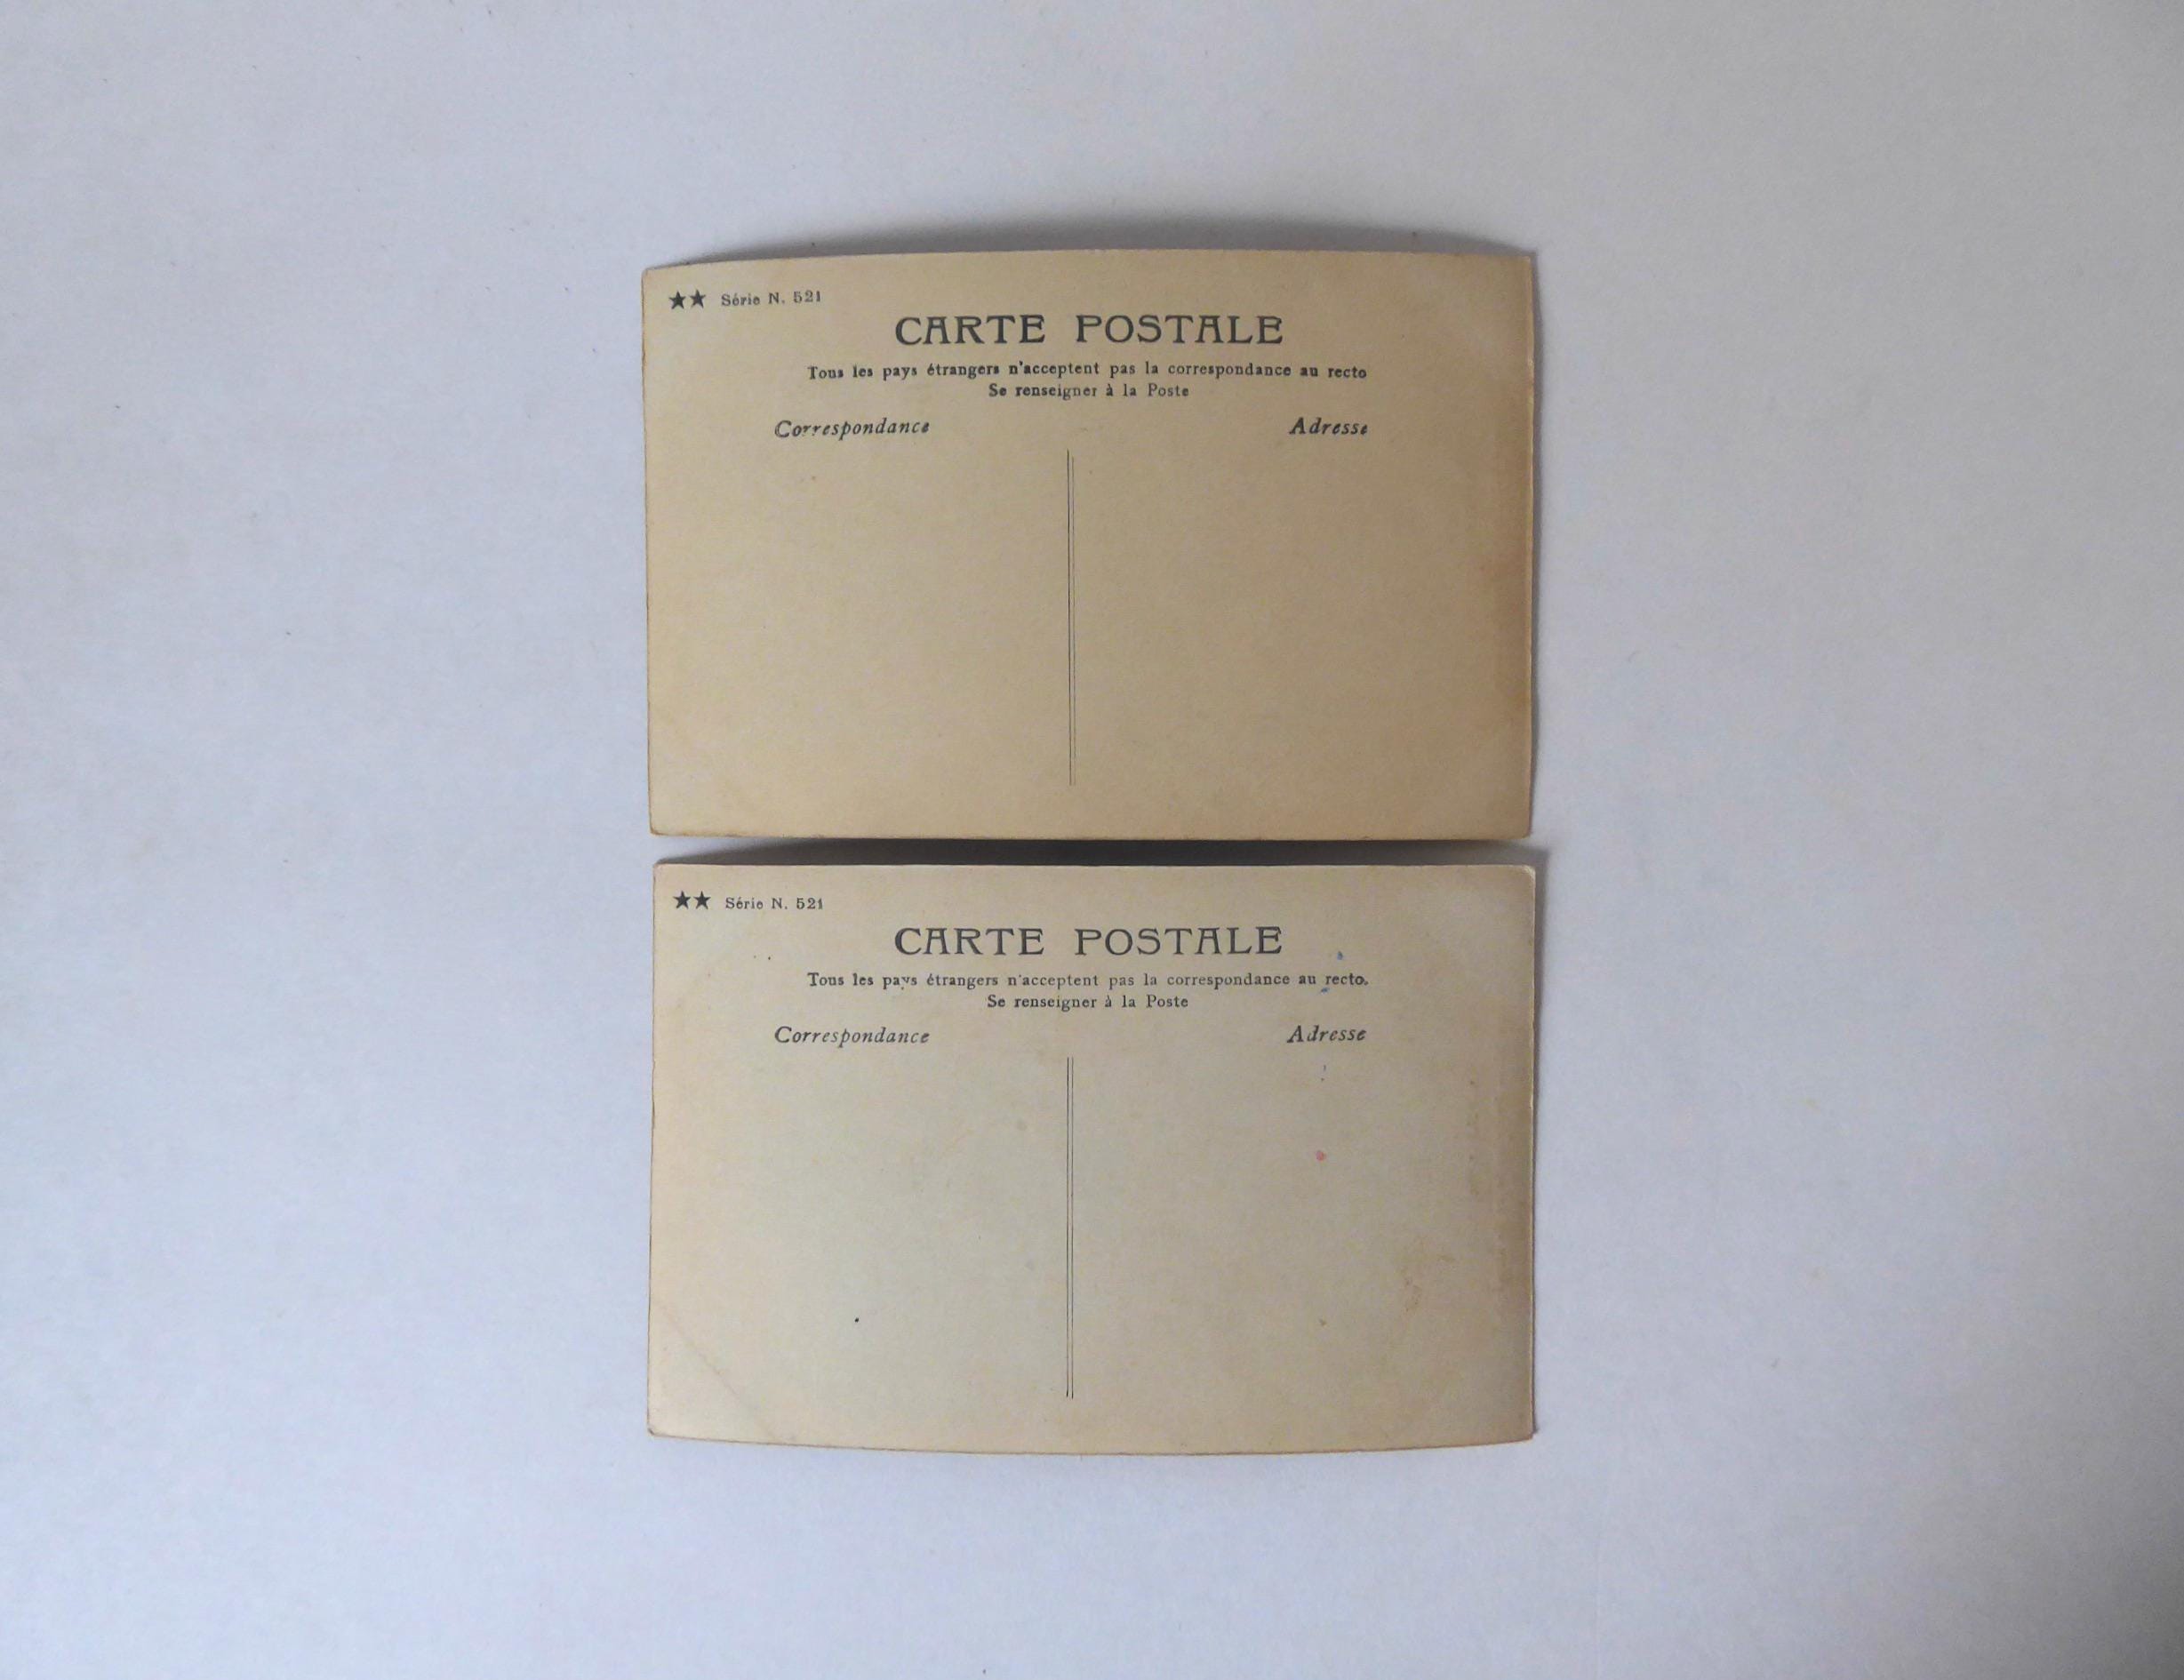 ★★ Série N. 521
CARTE POSTALE
Tous les pays étrangers n'acceptent pas la correspondance au recto
Se renseigner à la Poste
Correspondance
Adresse
★★ Série N. 521
CARTE POSTALE
Tous les pays étrangers n'acceptent pas la correspondance au recto.
Se renseigner à la Poste
Correspondance
Adresse